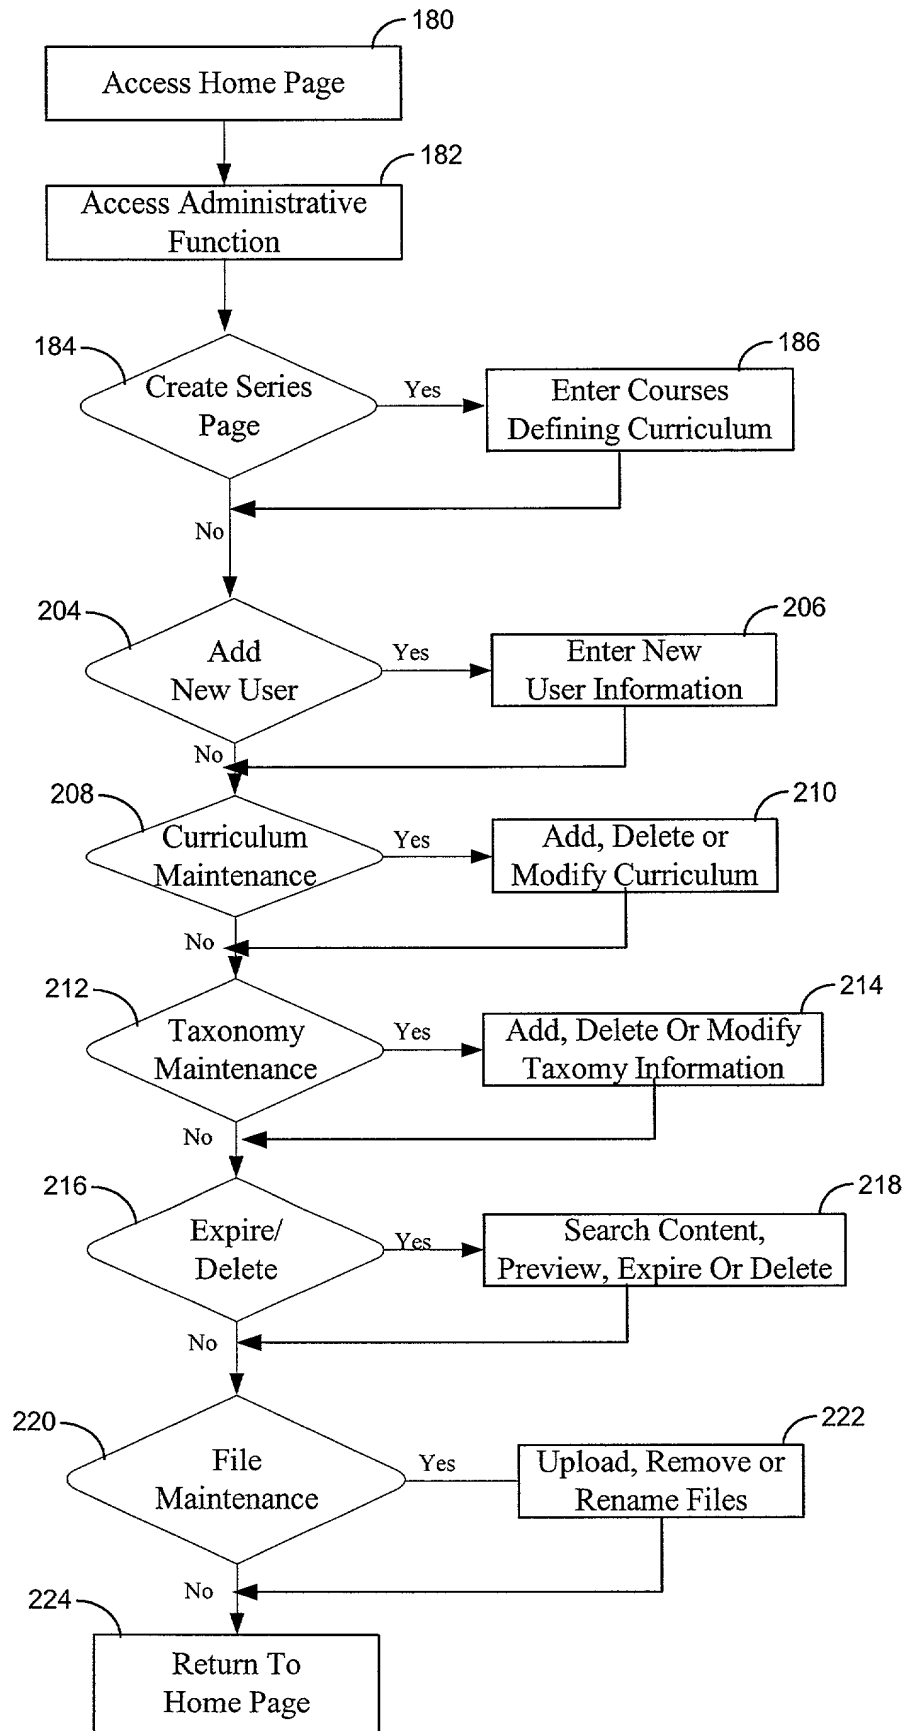 180
Access Home Page
182
Access Administrative
Function
184
Create Series
Page
Yes
186
Enter Courses
Defining Curriculum
No
204
Add
New User
Yes
206
Enter New
User Information
No
208
Curriculum
Maintenance
Yes
210
Add, Delete or
Modify Curriculum
No
212
Taxonomy
Maintenance
Yes
214
Add, Delete Or Modify
Taxomy Information
No
216
Expire/
Delete
Yes
218
Search Content,
Preview, Expire Or Delete
No
220
File
Maintenance
Yes
222
Upload, Remove or
Rename Files
No
224
Return To
Home Page